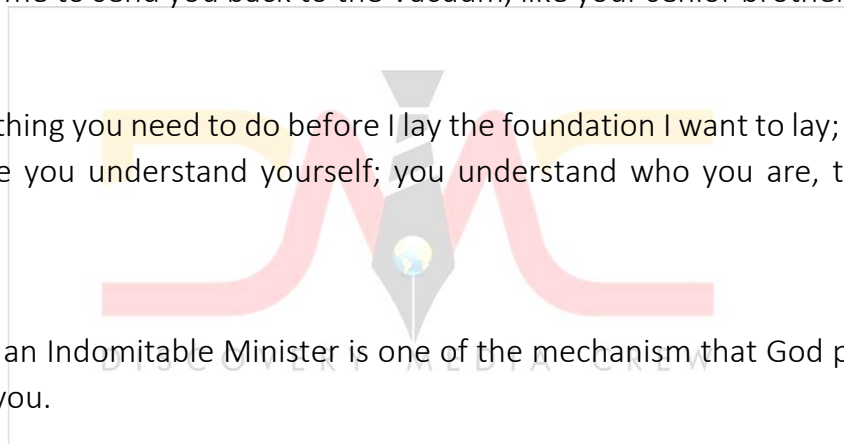 me to send you back to the vacuum, like your senior brother
thing you need to do before I lay the foundation I want to lay;
e you understand yourself; you understand who you are, t
an Indomitable Minister is one of the mechanism that God p
DISCOVERY MEDIA CREW
you.